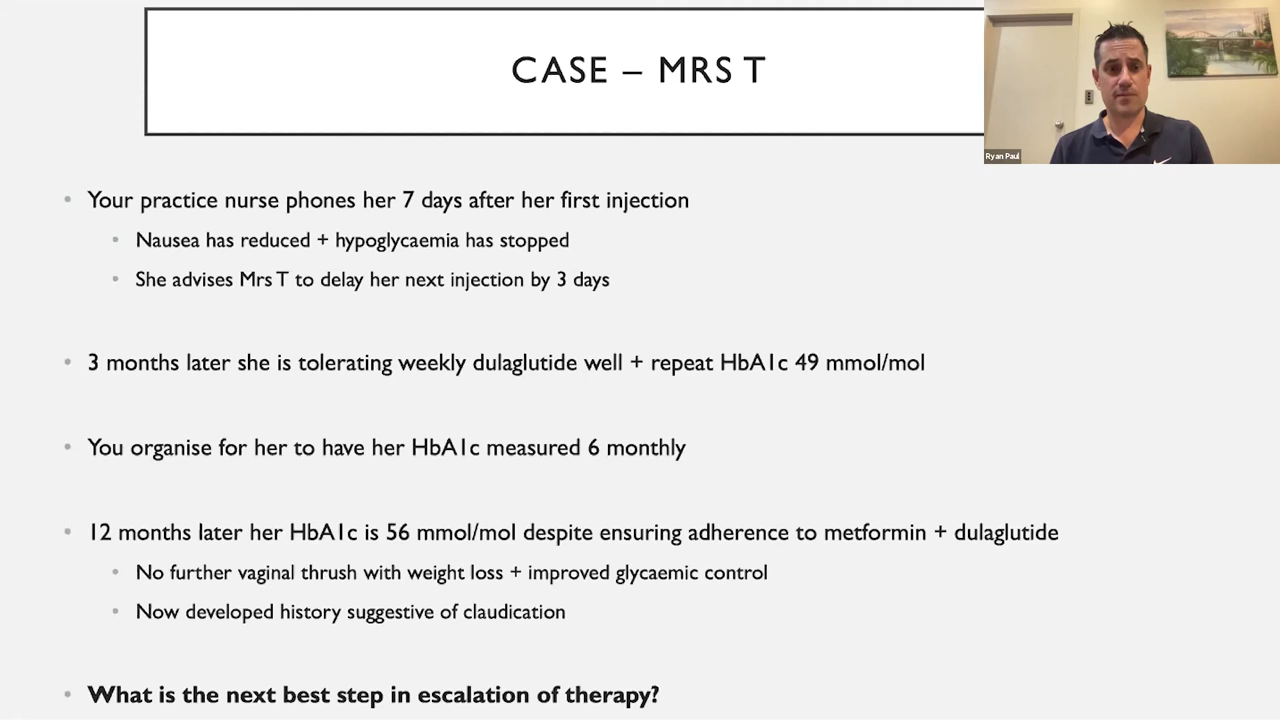 CASE – MRS T
Ryan Paul
• Your practice nurse phones her 7 days after her first injection
• Nausea has reduced + hypoglycaemia has stopped
• She advises Mrs T to delay her next injection by 3 days
• 3 months later she is tolerating weekly dulaglutide well + repeat HbA1c 49 mmol/mol
• You organise for her to have her HbA1c measured 6 monthly
• 12 months later her HbA1c is 56 mmol/mol despite ensuring adherence to metformin + dulaglutide
• No further vaginal thrush with weight loss + improved glycaemic control
• Now developed history suggestive of claudication
• What is the next best step in escalation of therapy?